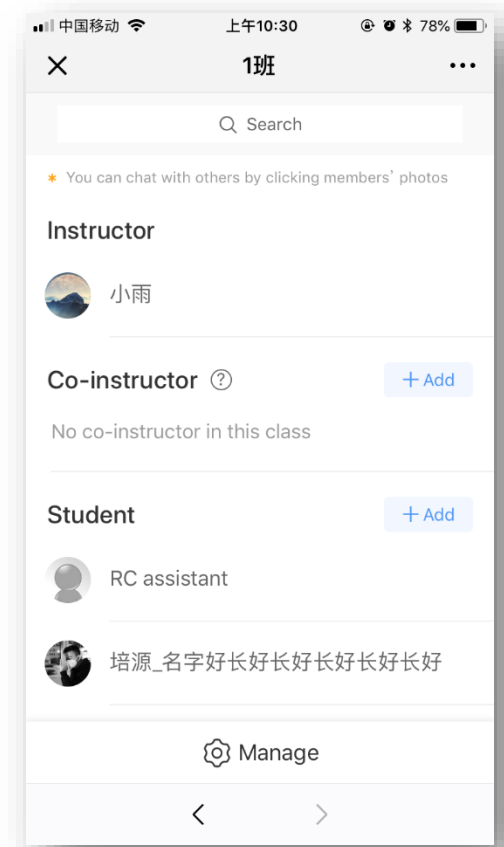 中国移动 上午10:30 78%
1班
Search
* You can chat with others by clicking members' photos
Instructor
小雨
Co-instructor ? + Add
No co-instructor in this class
Student + Add
RC assistant
培源_名字好长好长好长好长好长好
Manage